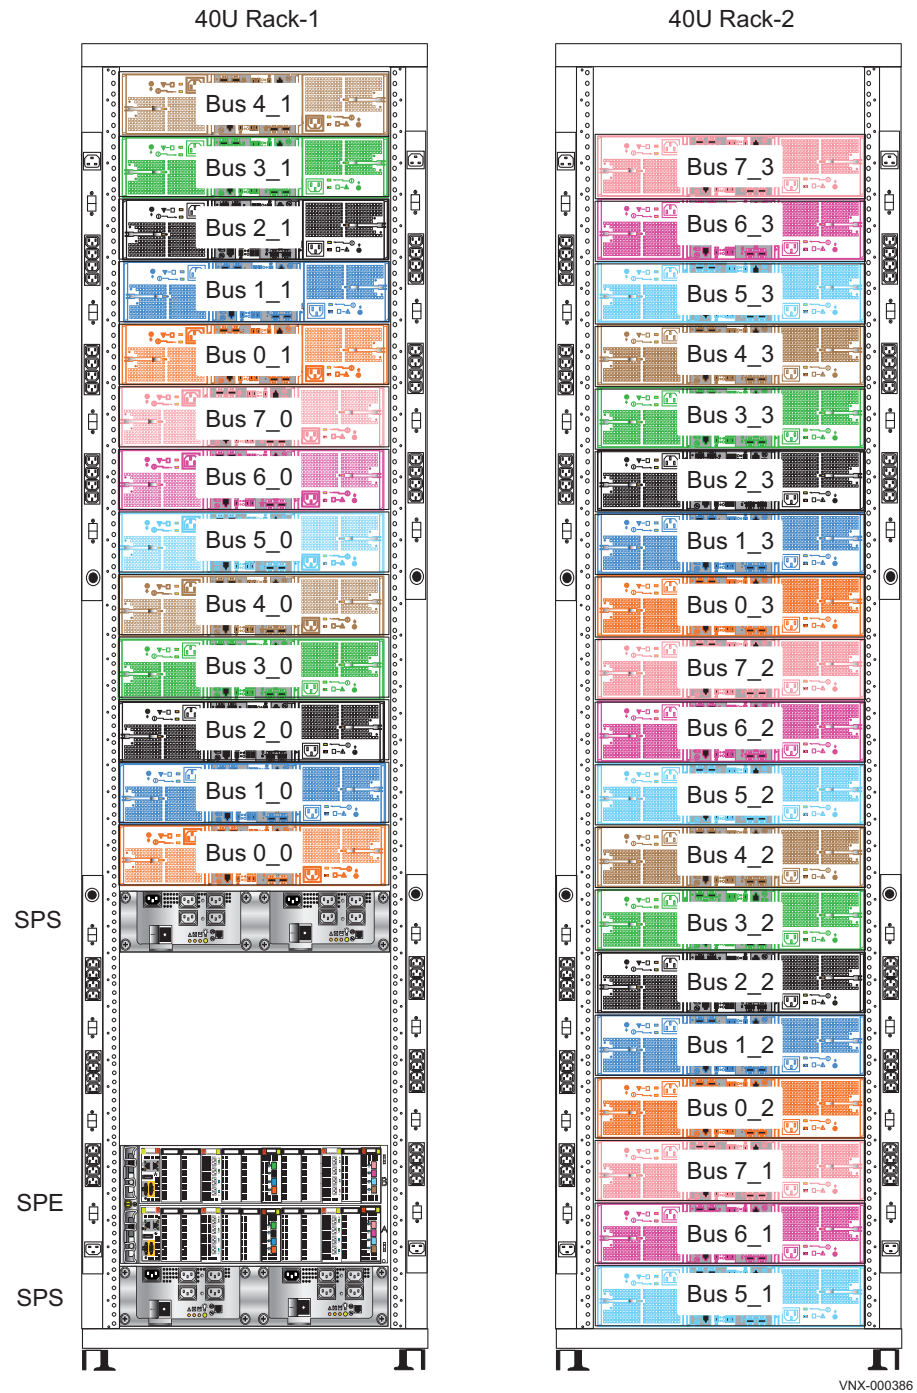 40U Rack-1
Bus 4_1
Bus 3_1
Bus 2_1
Bus 1_1
Bus 0_1
Bus 7_0
Bus 6_0
Bus 5_0
Bus 4_0
Bus 3_0
Bus 2_0
Bus 1_0
Bus 0_0
SPS
SPE
B
A
SPS
40U Rack-2
Bus 7_3
Bus 6_3
Bus 5_3
Bus 4_3
Bus 3_3
Bus 2_3
Bus 1_3
Bus 0_3
Bus 7_2
Bus 6_2
Bus 5_2
Bus 4_2
Bus 3_2
Bus 2_2
Bus 1_2
Bus 0_2
Bus 7_1
Bus 6_1
Bus 5_1
VNX-000386